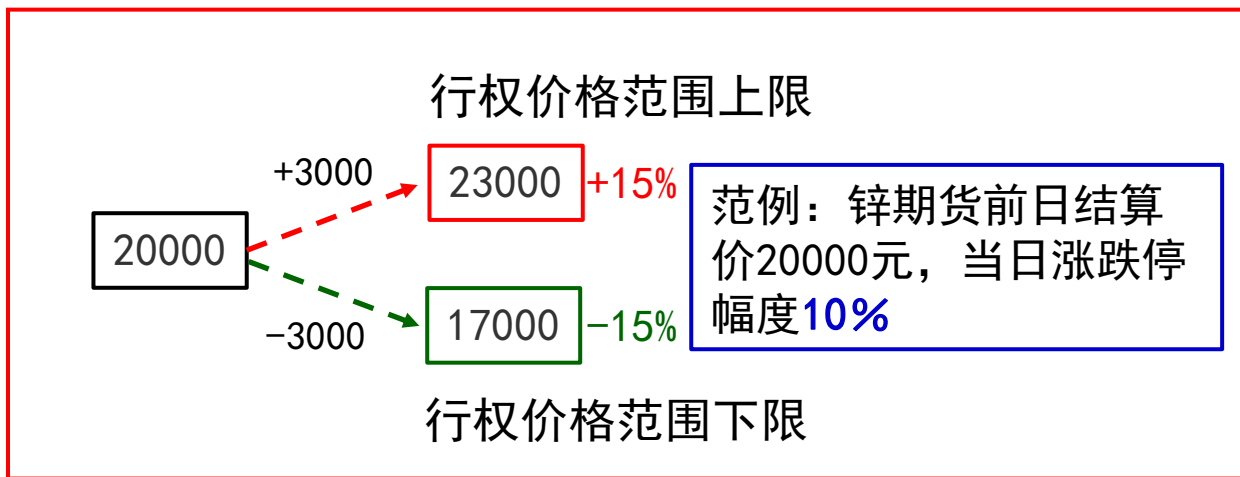 行权价格范围上限
+3000
23000
+15%
20000
范例：锌期货前日结算
价20000元，当日涨跌停
幅度10%
17000
-15%
-3000
行权价格范围下限